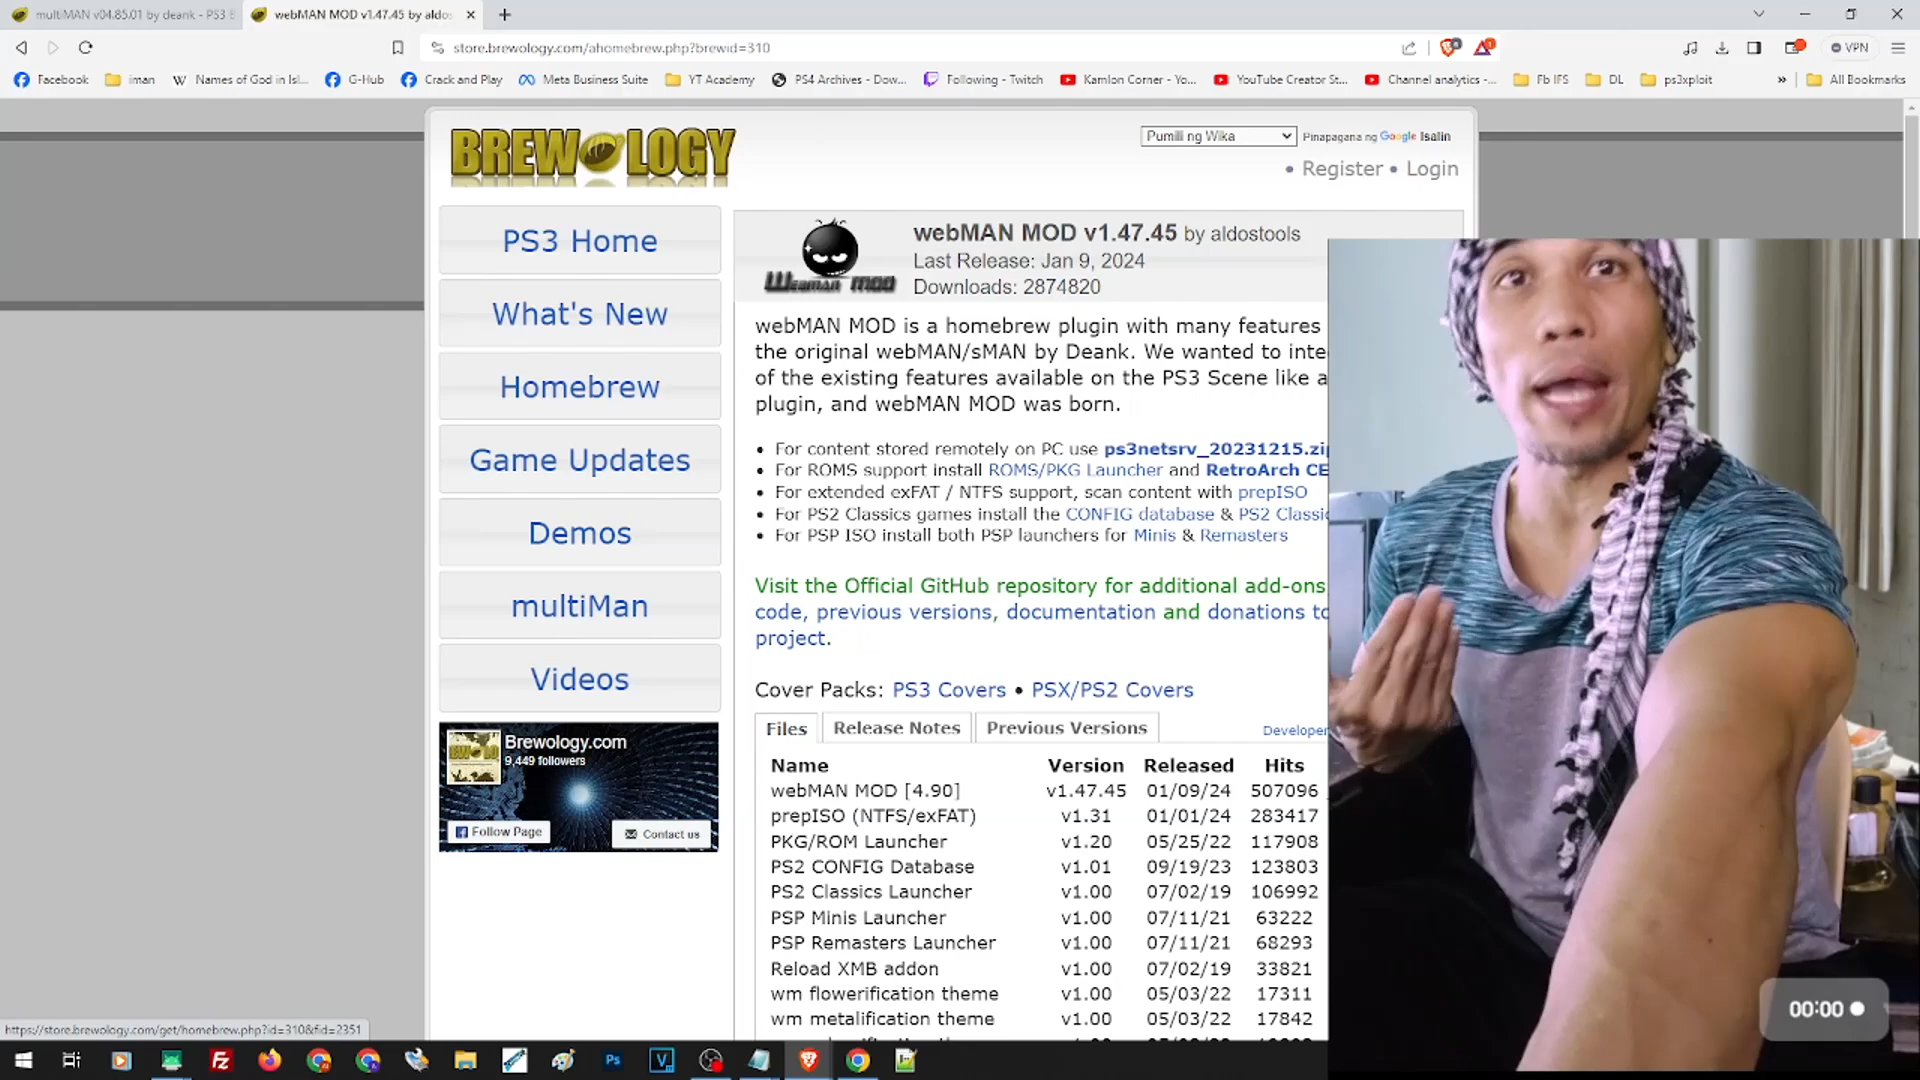 multiMAN v04.85.01 by deank - PS3 B
webMAN MOD v1.47.45 by aldos
store.brewology.com/ahomebrew.php?brewid=310
VPN
Facebook
iman
Names of God in Isl...
G-Hub
Crack and Play
Meta Business Suite
YT Academy
PS4 Archives - Dow...
Following - Twitch
Kamlon Corner - Yo...
YouTube Creator St...
Channel analytics -...
Fb IFS
DL
ps3xploit
»
All Bookmarks
BREWOLOGY
Pumili ng Wika
Pinapagana ng Google Isalin
• Register • Login
PS3 Home
What's New
Homebrew
Game Updates
Demos
multiMan
Videos
Brewology.com
9,449 followers
Follow Page
Contact us
Webman mod
webMAN MOD v1.47.45 by aldostools
Last Release: Jan 9, 2024
Downloads: 2874820
webMAN MOD is a homebrew plugin with many features
the original webMAN/sMAN by Deank. We wanted to inte
of the existing features available on the PS3 Scene like a
plugin, and webMAN MOD was born.
• For content stored remotely on PC use ps3netsrv_20231215.zip
• For ROMS support install ROMS/PKG Launcher and RetroArch CE
• For extended exFAT / NTFS support, scan content with prepISO
• For PS2 Classics games install the CONFIG database & PS2 Classic
• For PSP ISO install both PSP launchers for Minis & Remasters
Visit the Official GitHub repository for additional add-ons
code, previous versions, documentation and donations to
project.
Cover Packs: PS3 Covers • PSX/PS2 Covers
Files Release Notes Previous Versions Developer
Name Version Released Hits
webMAN MOD [4.90] v1.47.45 01/09/24 507096
prepISO (NTFS/exFAT) v1.31 01/01/24 283417
PKG/ROM Launcher v1.20 05/25/22 117908
PS2 CONFIG Database v1.01 09/19/23 123803
PS2 Classics Launcher v1.00 07/02/19 106992
PSP Minis Launcher v1.00 07/11/21 63222
PSP Remasters Launcher v1.00 07/11/21 68293
Reload XMB addon v1.00 07/02/19 33821
wm flowerification theme v1.00 05/03/22 17311
wm metalification theme v1.00 05/03/22 17842
https://store.brewology.com/get/homebrew.php?id=310&fid=2351
00:00